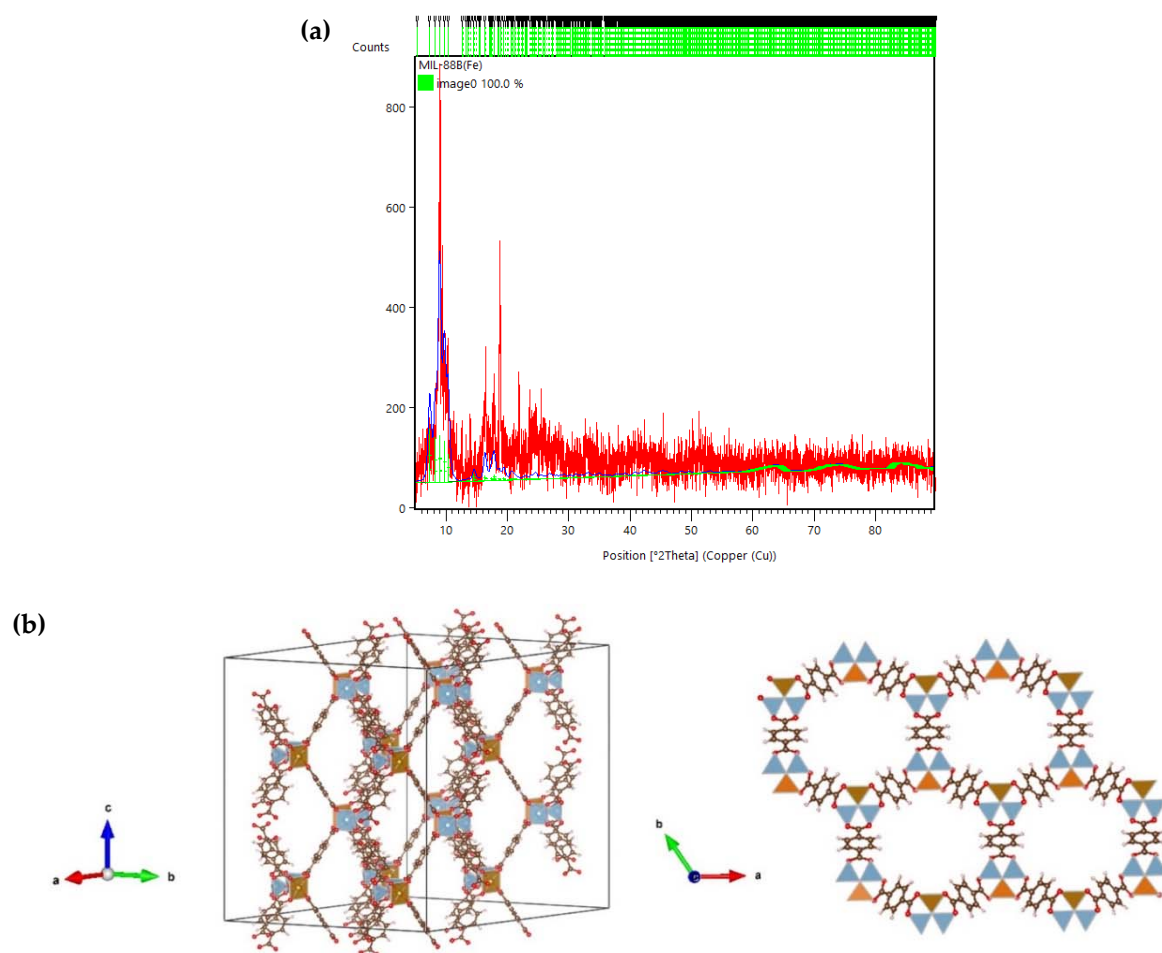 (a)
Counts
MIL-88B(Fe)
image0 100.0 %
800
600
400
200
0
10 20 30 40 50 60 70 80
Position [°2Theta] (Copper (Cu))
(b)
c
a b
b
c a